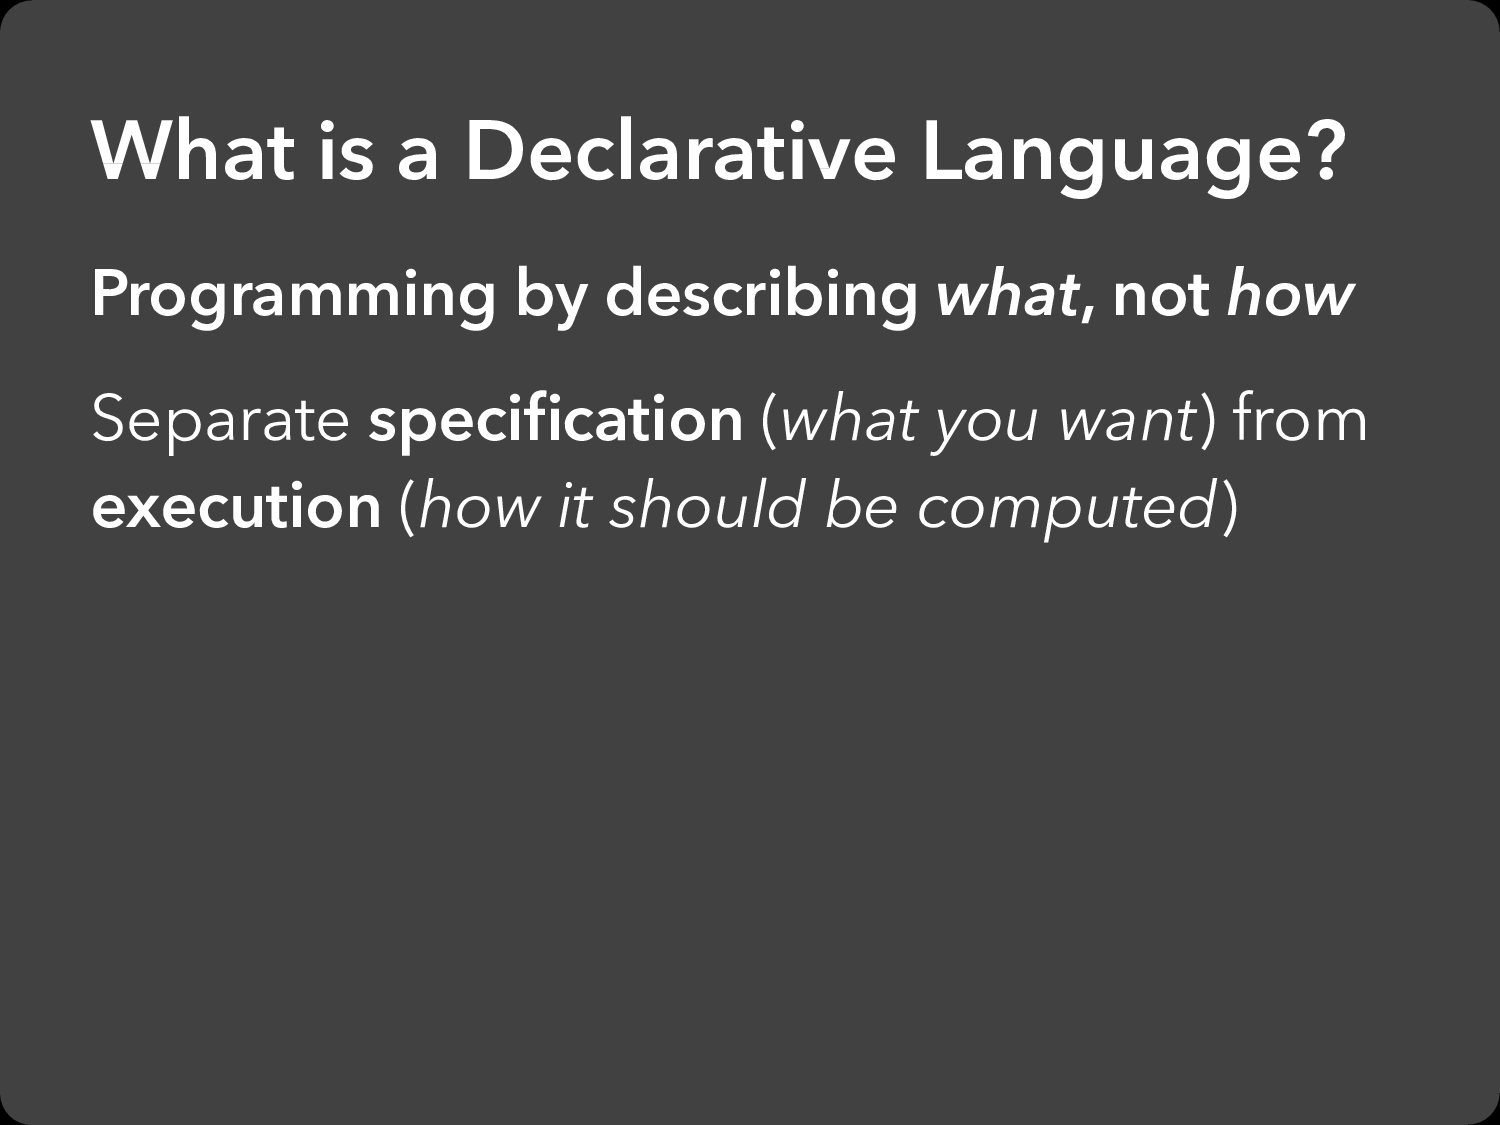 What is a Declarative Language?
Programming by describing what, not how
Separate specification (what you want) from
execution (how it should be computed)